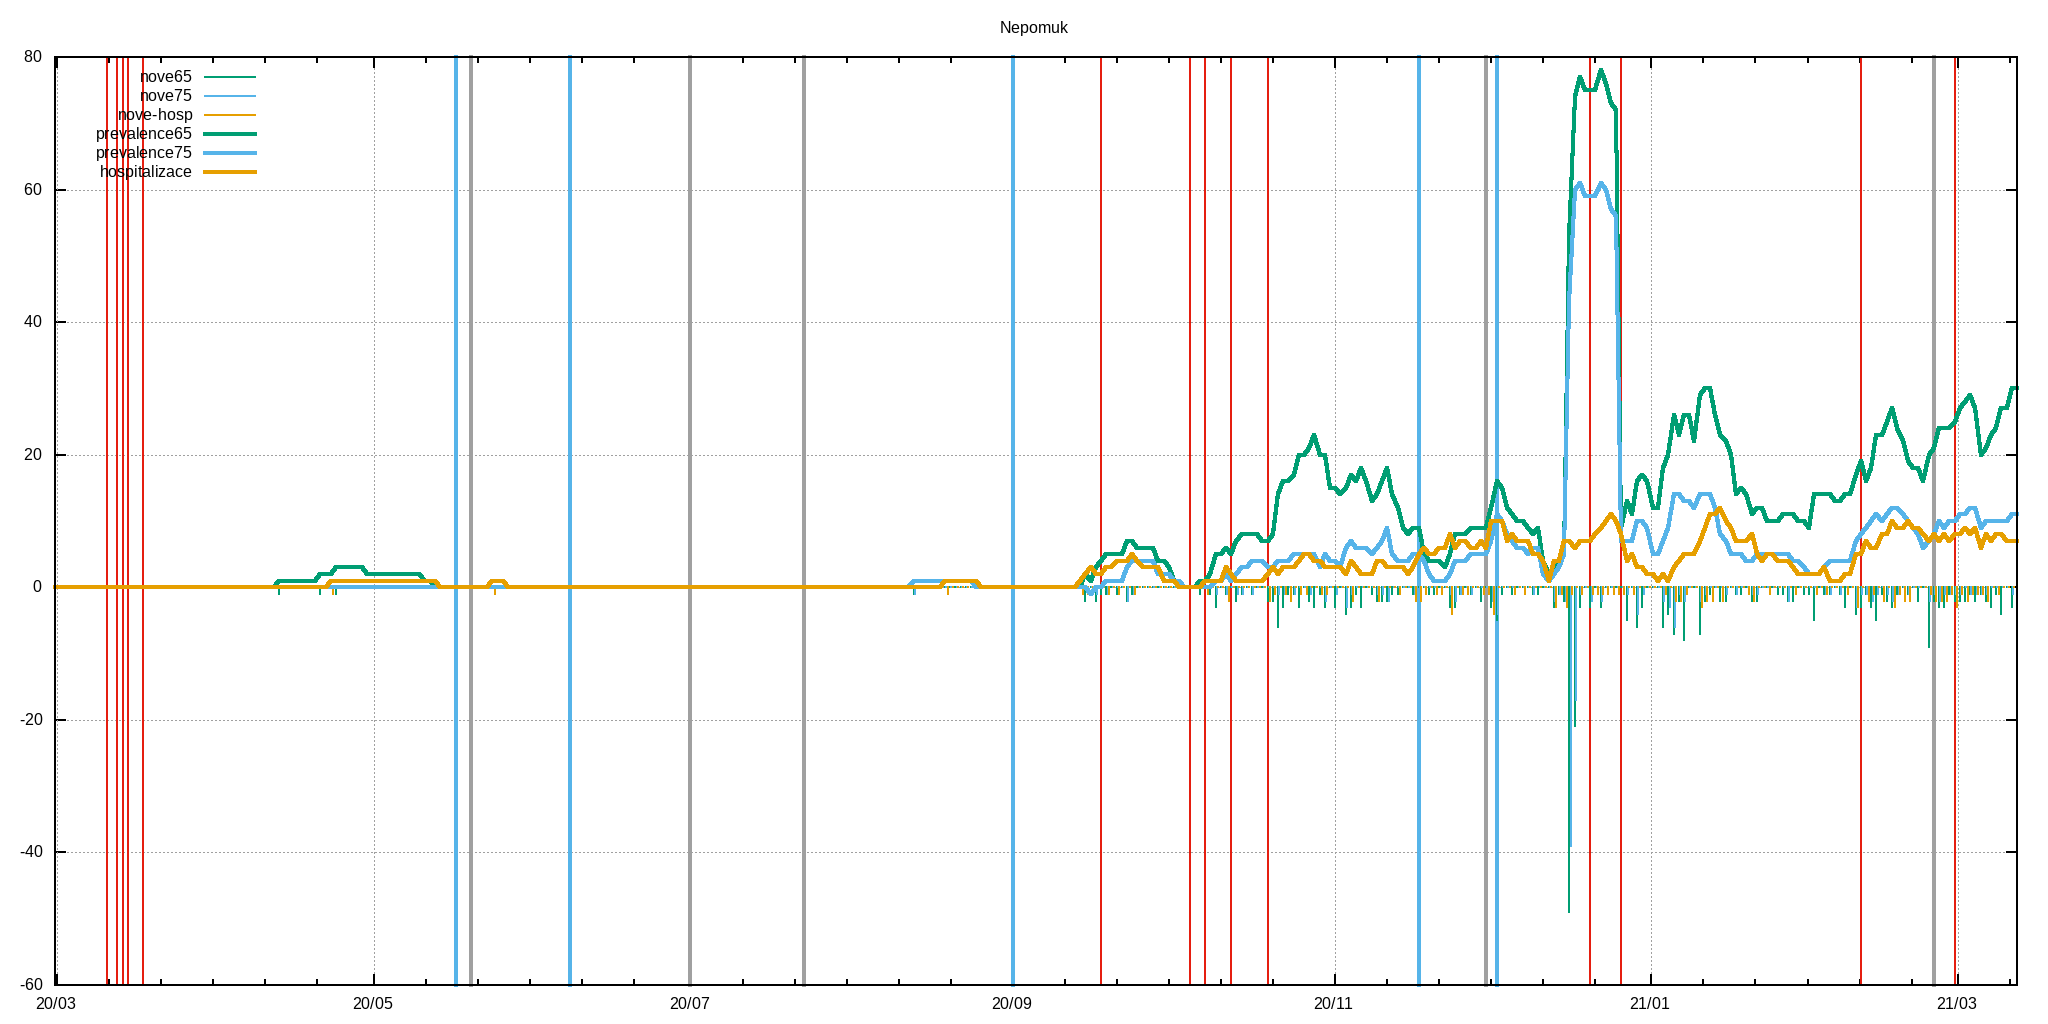 Nepomuk
nove65
nove75
nove-hosp
prevalence65
prevalence75
hospitalizace
80
60
40
20
0
-20
-40
-60
20/03 20/05 20/07 20/09 20/11 21/01 21/03